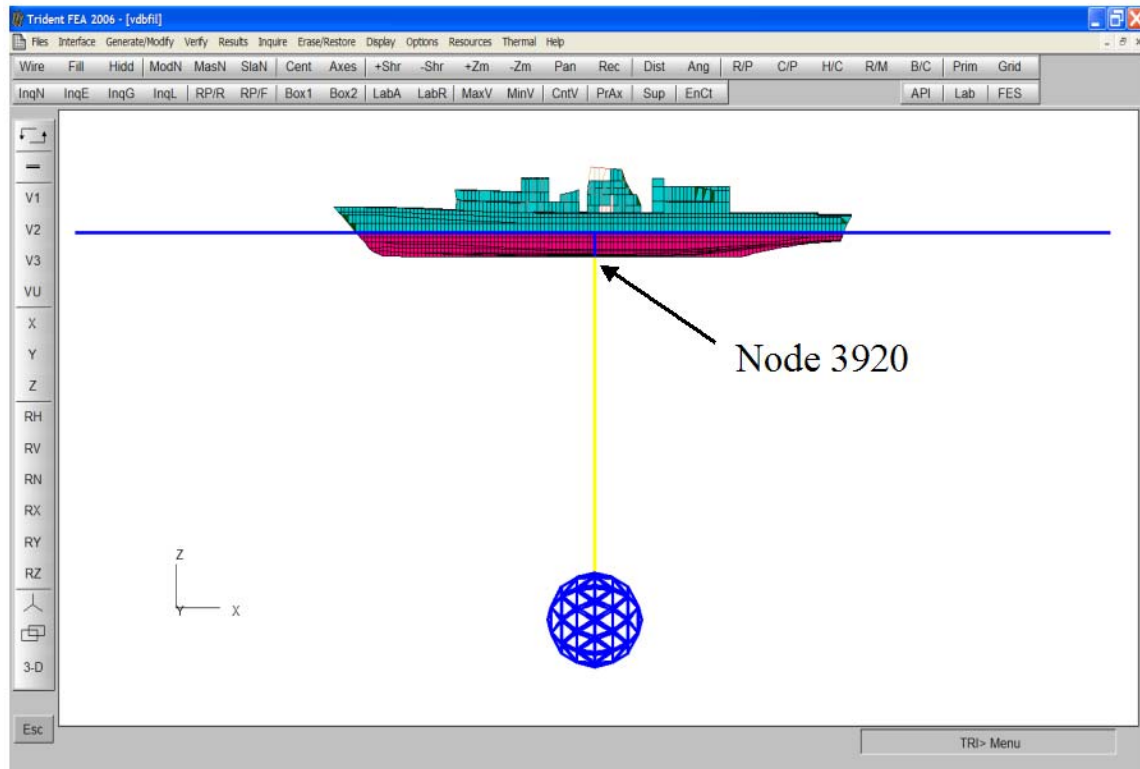 Trident FEA 2006 - [vdbfil]
Files Interface Generate/Modify Verify Results Inquire Erase/Restore Display Options Resources Thermal Help
Wire Fill Hidd ModN MasN SlaN Cent Axes +Shr -Shr +Zm -Zm Pan Rec Dist Ang R/P C/P H/C R/M B/C Prim Grid
InqN InqE InqG InqL RP/R RP/F Box1 Box2 LabA LabR MaxV MinV CntV PrAx Sup EnCt API Lab FES
V1
V2
V3
VU
X
Y
Z
RH
RV
RN
RX
RY
RZ
3-D
Esc
Node 3920
Z
Y X
TRI> Menu